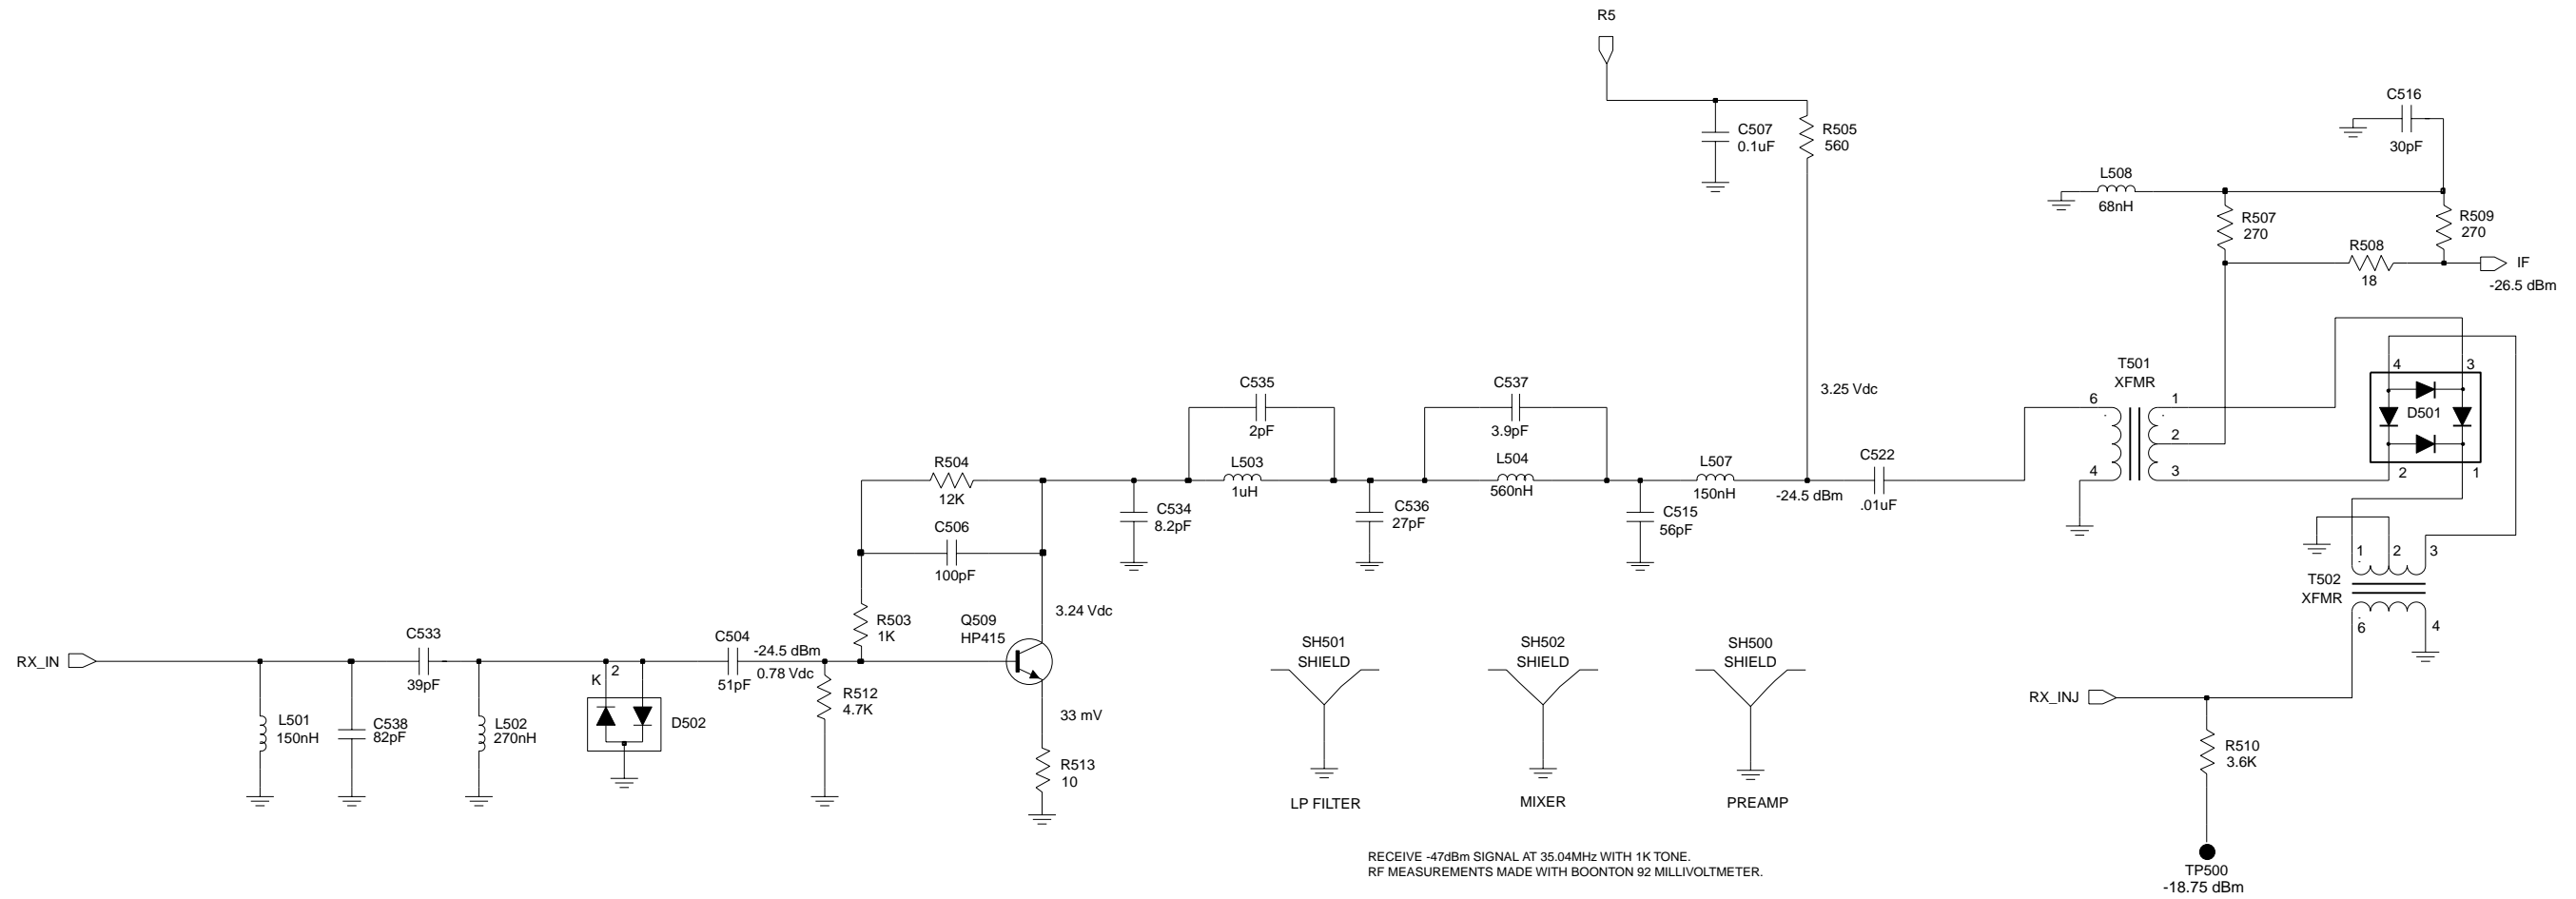 R5
C507
0.1uF
R505
560
C516
30pF
L508
68nH
R507
270
R509
270
R508
18
IF
-26.5 dBm
3.25 Vdc
T501
XFMR
6
4
1
2
3
4
3
D501
2
1
C535
2pF
C537
3.9pF
R504
12K
L503
1uH
L504
560nH
L507
150nH
-24.5 dBm
C522
.01uF
C506
100pF
C534
8.2pF
C536
27pF
C515
56pF
1
2
3
T502
XFMR
6
4
RX_IN
C533
39pF
C504
51pF
-24.5 dBm
0.78 Vdc
R503
1K
Q509
HP415
3.24 Vdc
K
2
L501
150nH
C538
82pF
L502
270nH
D502
R512
4.7K
33 mV
R513
10
SH501
SHIELD
LP FILTER
SH502
SHIELD
MIXER
SH500
SHIELD
PREAMP
RX_INJ
R510
3.6K
TP500
-18.75 dBm
RECEIVE -47dBm SIGNAL AT 35.04MHz WITH 1K TONE.
RF MEASUREMENTS MADE WITH BOONTON 92 MILLIVOLTMETER.